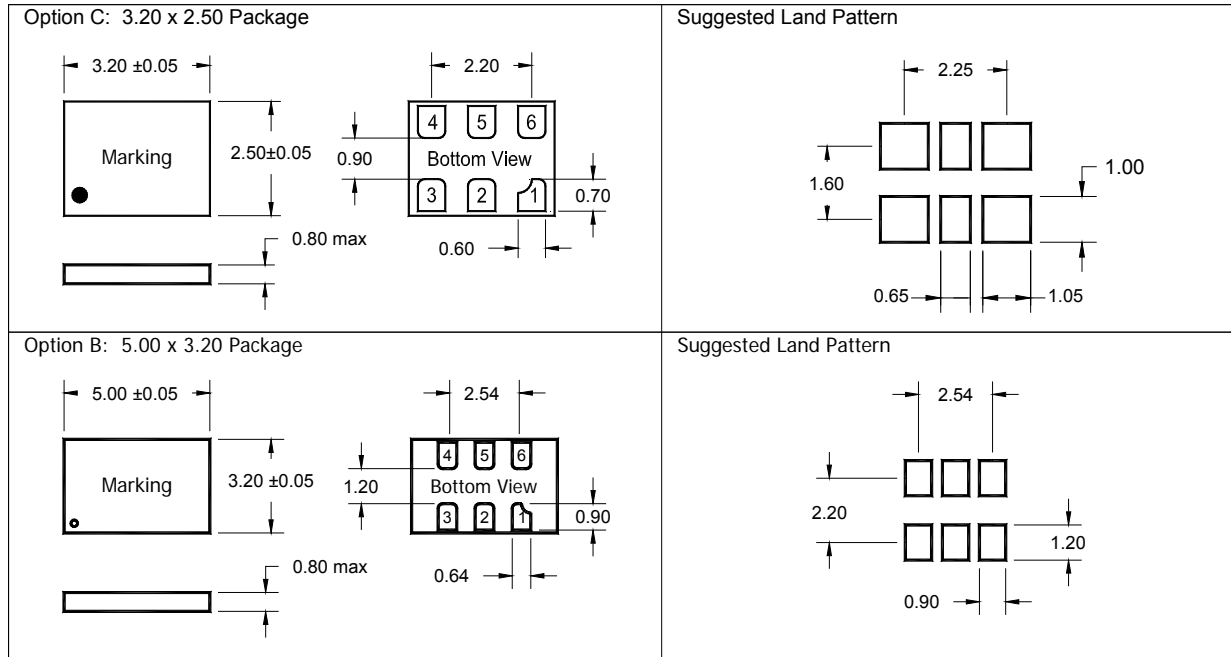 Option C: 3.20 x 2.50 Package
Suggested Land Pattern
3.20 ±0.05
2.20
2.25
4 5 6
Marking
2.50±0.05
0.90
Bottom View
1.60
1.00
3 2 1
0.70
0.80 max
0.60
0.65
1.05
Option B: 5.00 x 3.20 Package
Suggested Land Pattern
5.00 ±0.05
2.54
2.54
4 5 6
Marking
3.20 ±0.05
1.20
Bottom View
2.20
3 2 1
0.90
1.20
0.80 max
0.64
0.90